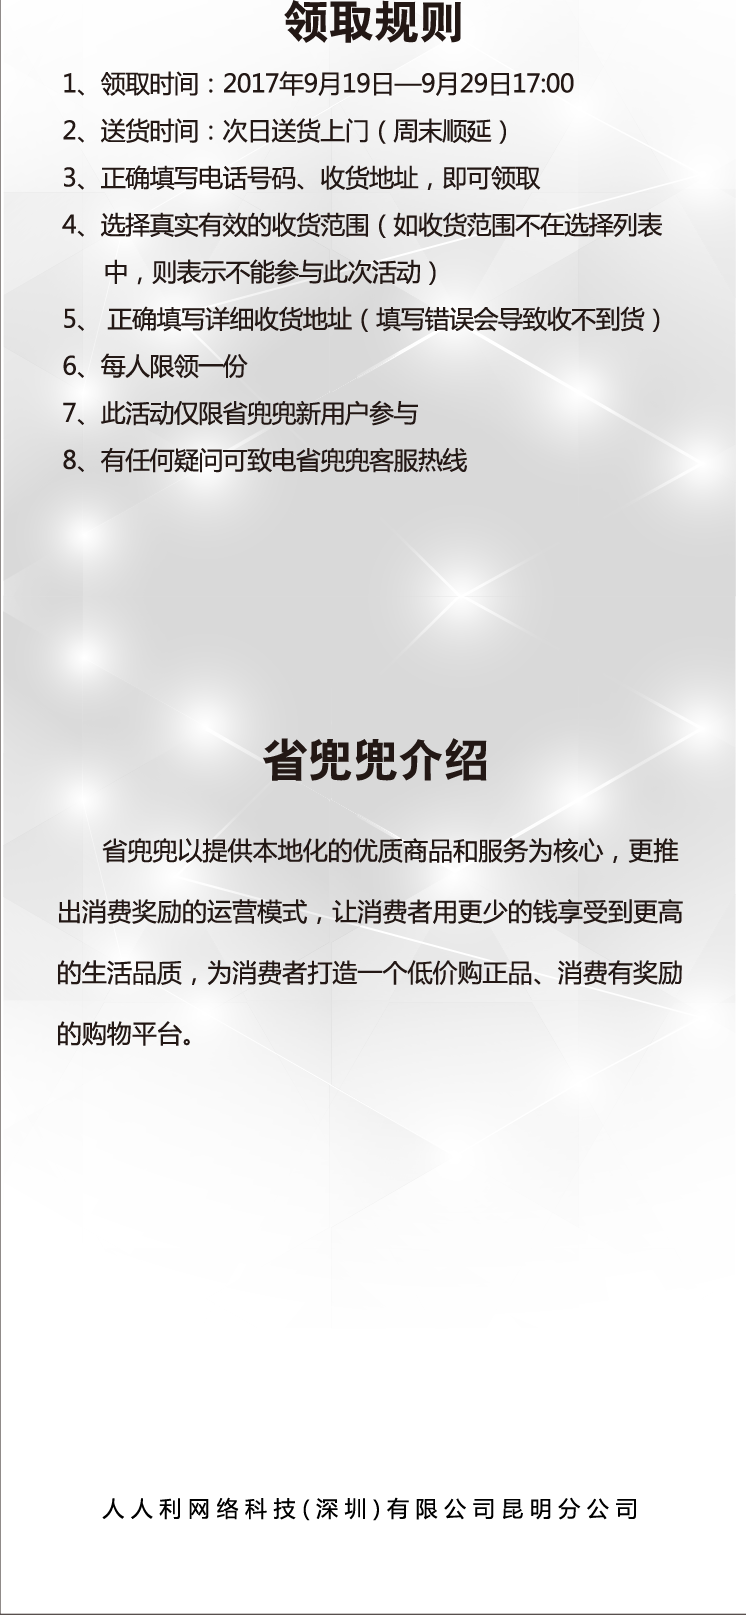 领取规则
1、领取时间：2017年9月19日—9月29日17:00
2、送货时间：次日送货上门（周末顺延）
3、正确填写电话号码、收货地址，即可领取
4、选择真实有效的收货范围（如收货范围不在选择列表
中，则表示不能参与此次活动）
5、 正确填写详细收货地址（填写错误会导致收不到货）
6、每人限领一份
7、此活动仅限省兜兜新用户参与
8、有任何疑问可致电省兜兜客服热线
省兜兜介绍
省兜兜以提供本地化的优质商品和服务为核心，更推
出消费奖励的运营模式，让消费者用更少的钱享受到更高
的生活品质，为消费者打造一个低价购正品、消费有奖励
的购物平台。
人人利网络科技(深圳)有限公司昆明分公司